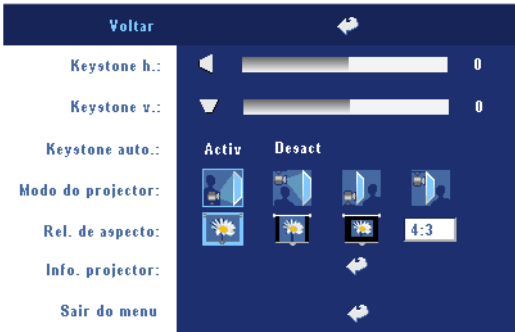 Voltar
Keystone h.: 0
Keystone v.: 0
Keystone auto.: Activ Desact
Modo do projector:
Rel. de aspecto: 4:3
Info. projector:
Sair do menu